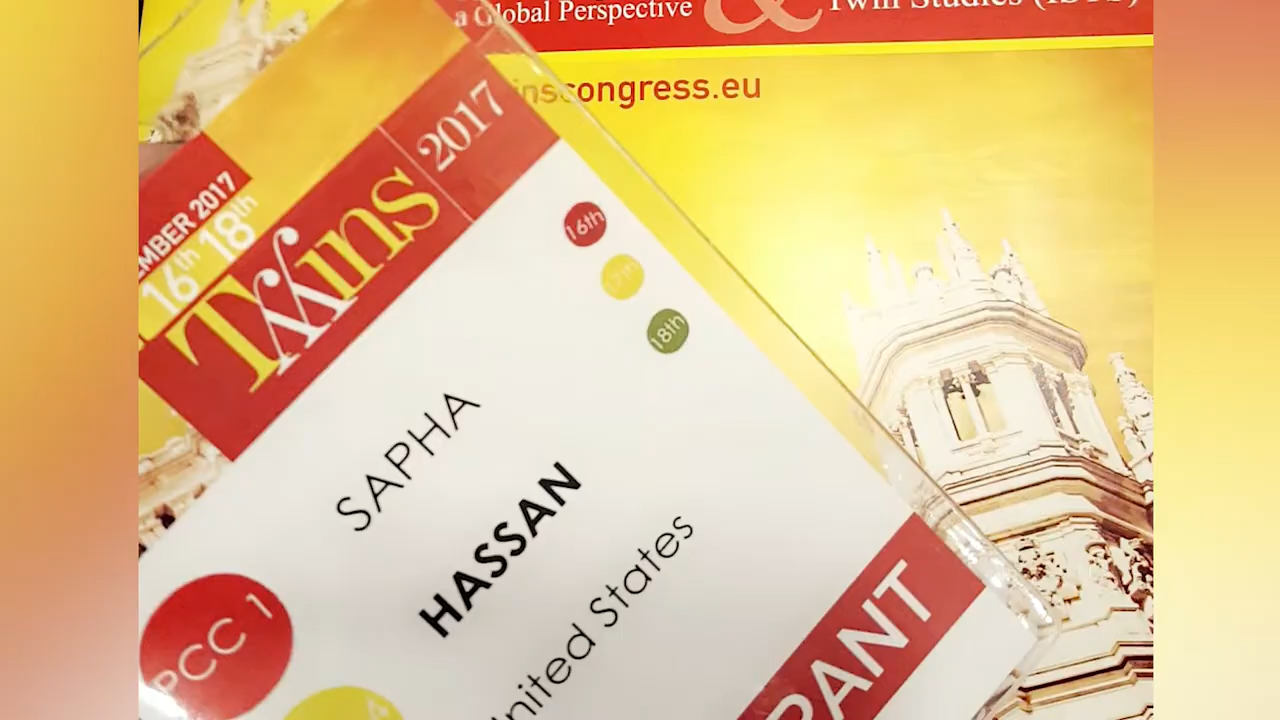 a Global Perspective
&
Twin Studies
inscongress.eu
EMBER 2017
16th 18th
Twins
2017
16th
17th
18th
SAPHA
HASSAN
United States
PCC 1
PANT